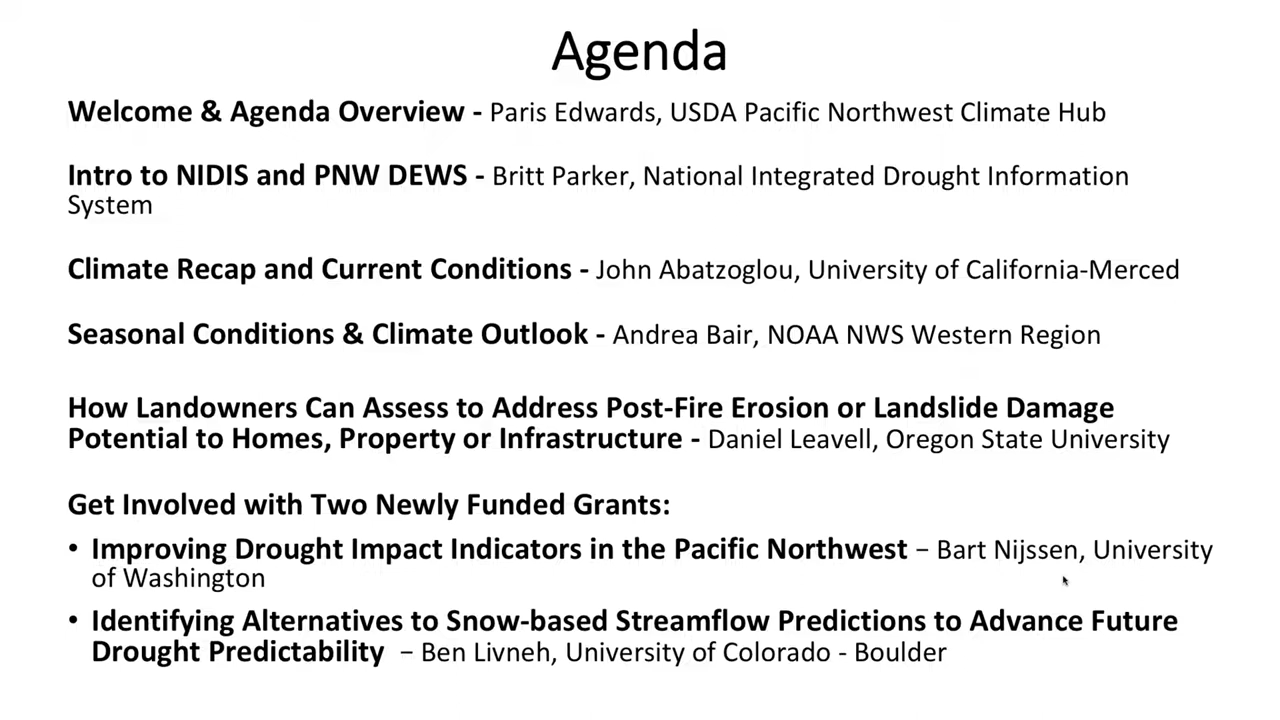 Agenda
Welcome & Agenda Overview - Paris Edwards, USDA Pacific Northwest Climate Hub
Intro to NIDIS and PNW DEWS - Britt Parker, National Integrated Drought Information
System
Climate Recap and Current Conditions - John Abatzoglou, University of California-Merced
Seasonal Conditions & Climate Outlook - Andrea Bair, NOAA NWS Western Region
How Landowners Can Assess to Address Post-Fire Erosion or Landslide Damage
Potential to Homes, Property or Infrastructure - Daniel Leavell, Oregon State University
Get Involved with Two Newly Funded Grants:
• Improving Drought Impact Indicators in the Pacific Northwest – Bart Nijssen, University
of Washington
• Identifying Alternatives to Snow-based Streamflow Predictions to Advance Future
Drought Predictability – Ben Livneh, University of Colorado - Boulder